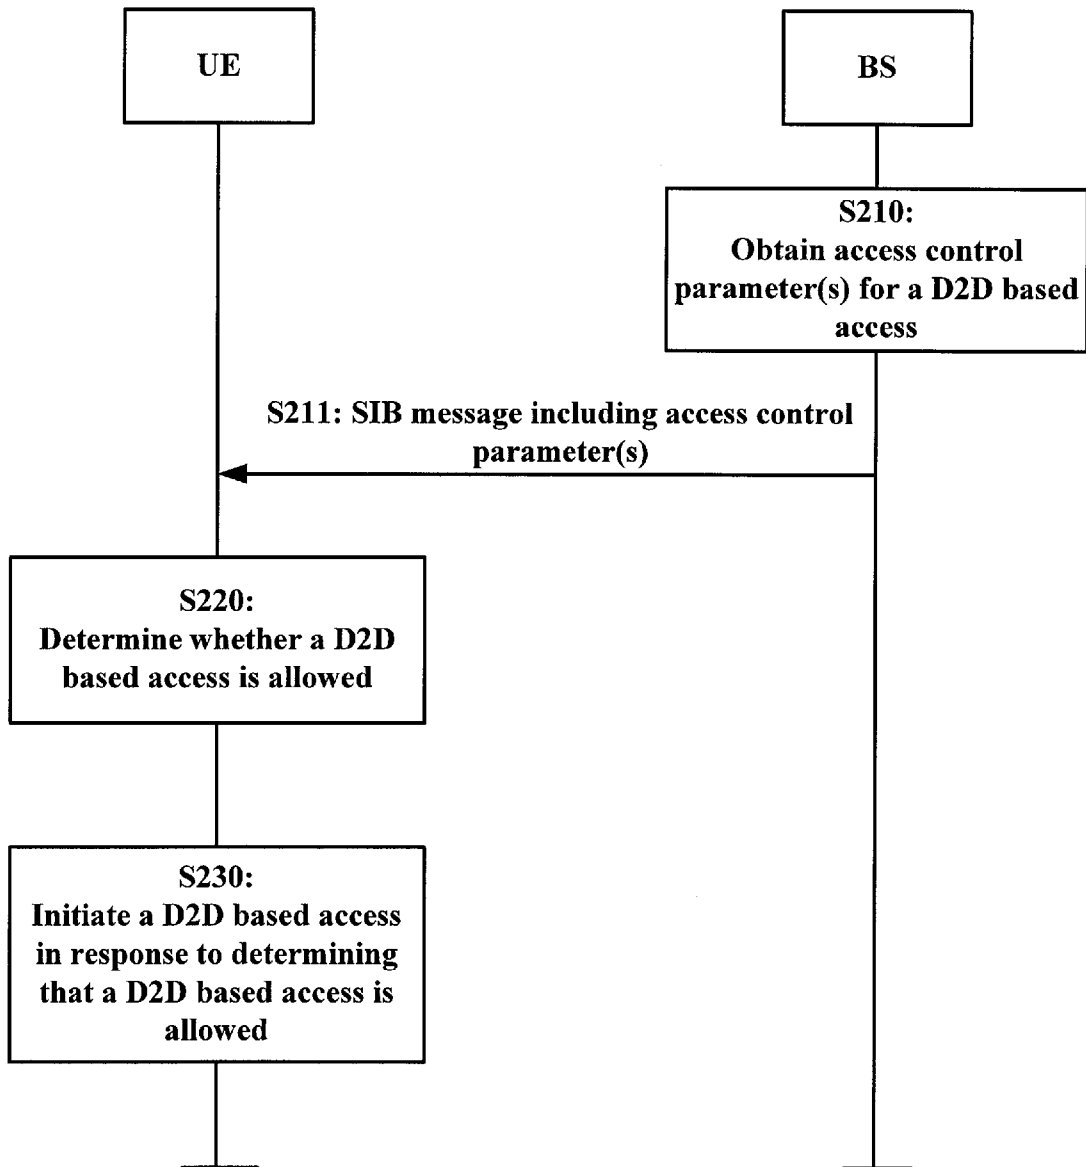 UE
BS
S210:
Obtain access control
parameter(s) for a D2D based
access
S211: SIB message including access control
parameter(s)
S220:
Determine whether a D2D
based access is allowed
S230:
Initiate a D2D based access
in response to determining
that a D2D based access is
allowed